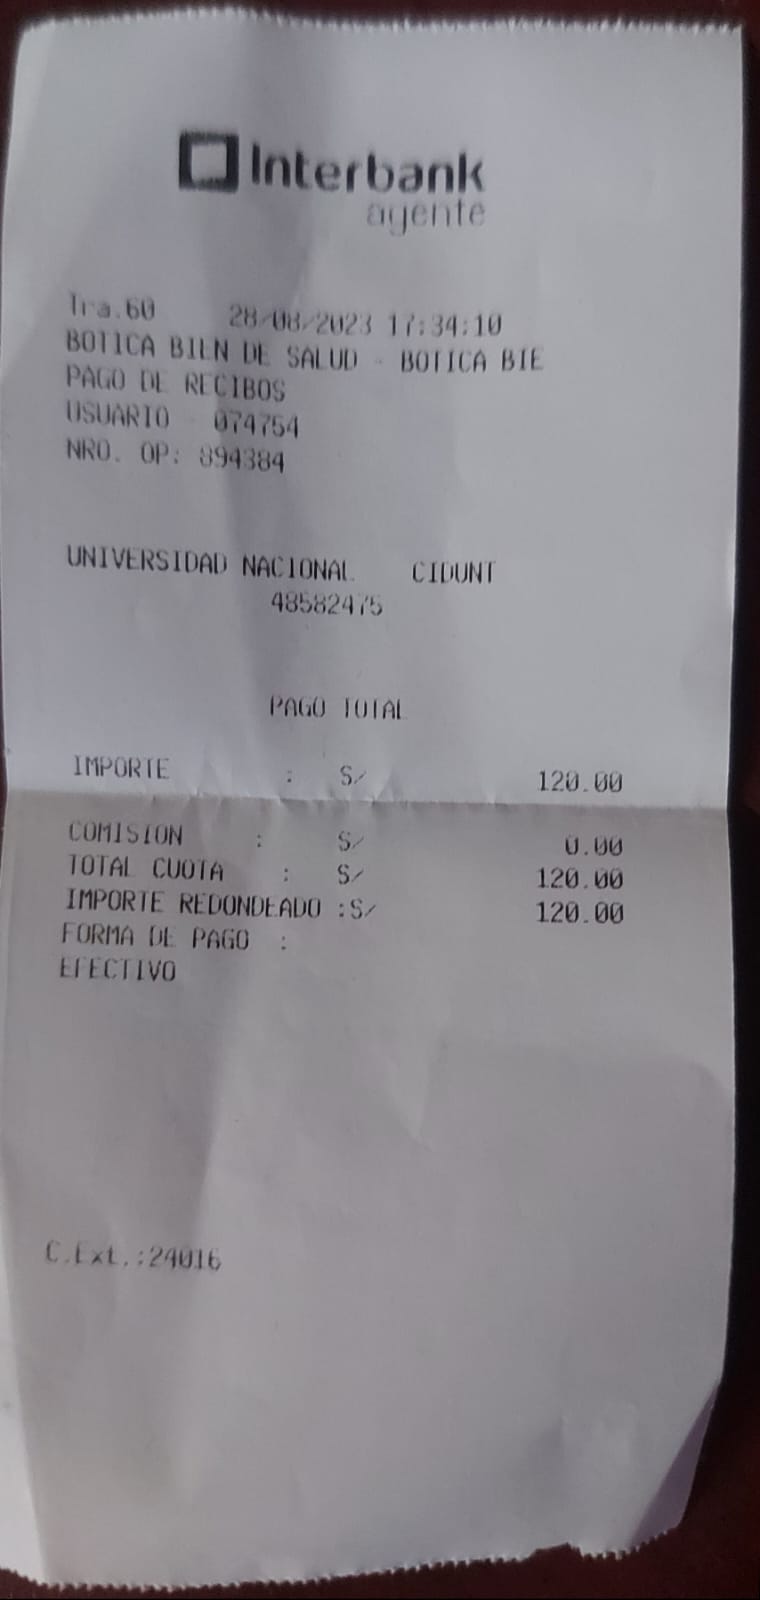 Interbank
agente
Tra.60 28/08/2023 17:34:10
BOTICA BIEN DE SALUD - BOTICA BIE
PAGO DE RECIBOS
USUARIO - 074754
NRO. OP: 894384
UNIVERSIDAD NACIONAL CIDUNT
48582475
PAGO TOTAL
IMPORTE : S/ 120.00
COMISION : S/ 0.00
TOTAL CUOTA : S/ 120.00
IMPORTE REDONDEADO :S/ 120.00
FORMA DE PAGO :
EFECTIVO
C.Ext.:24016